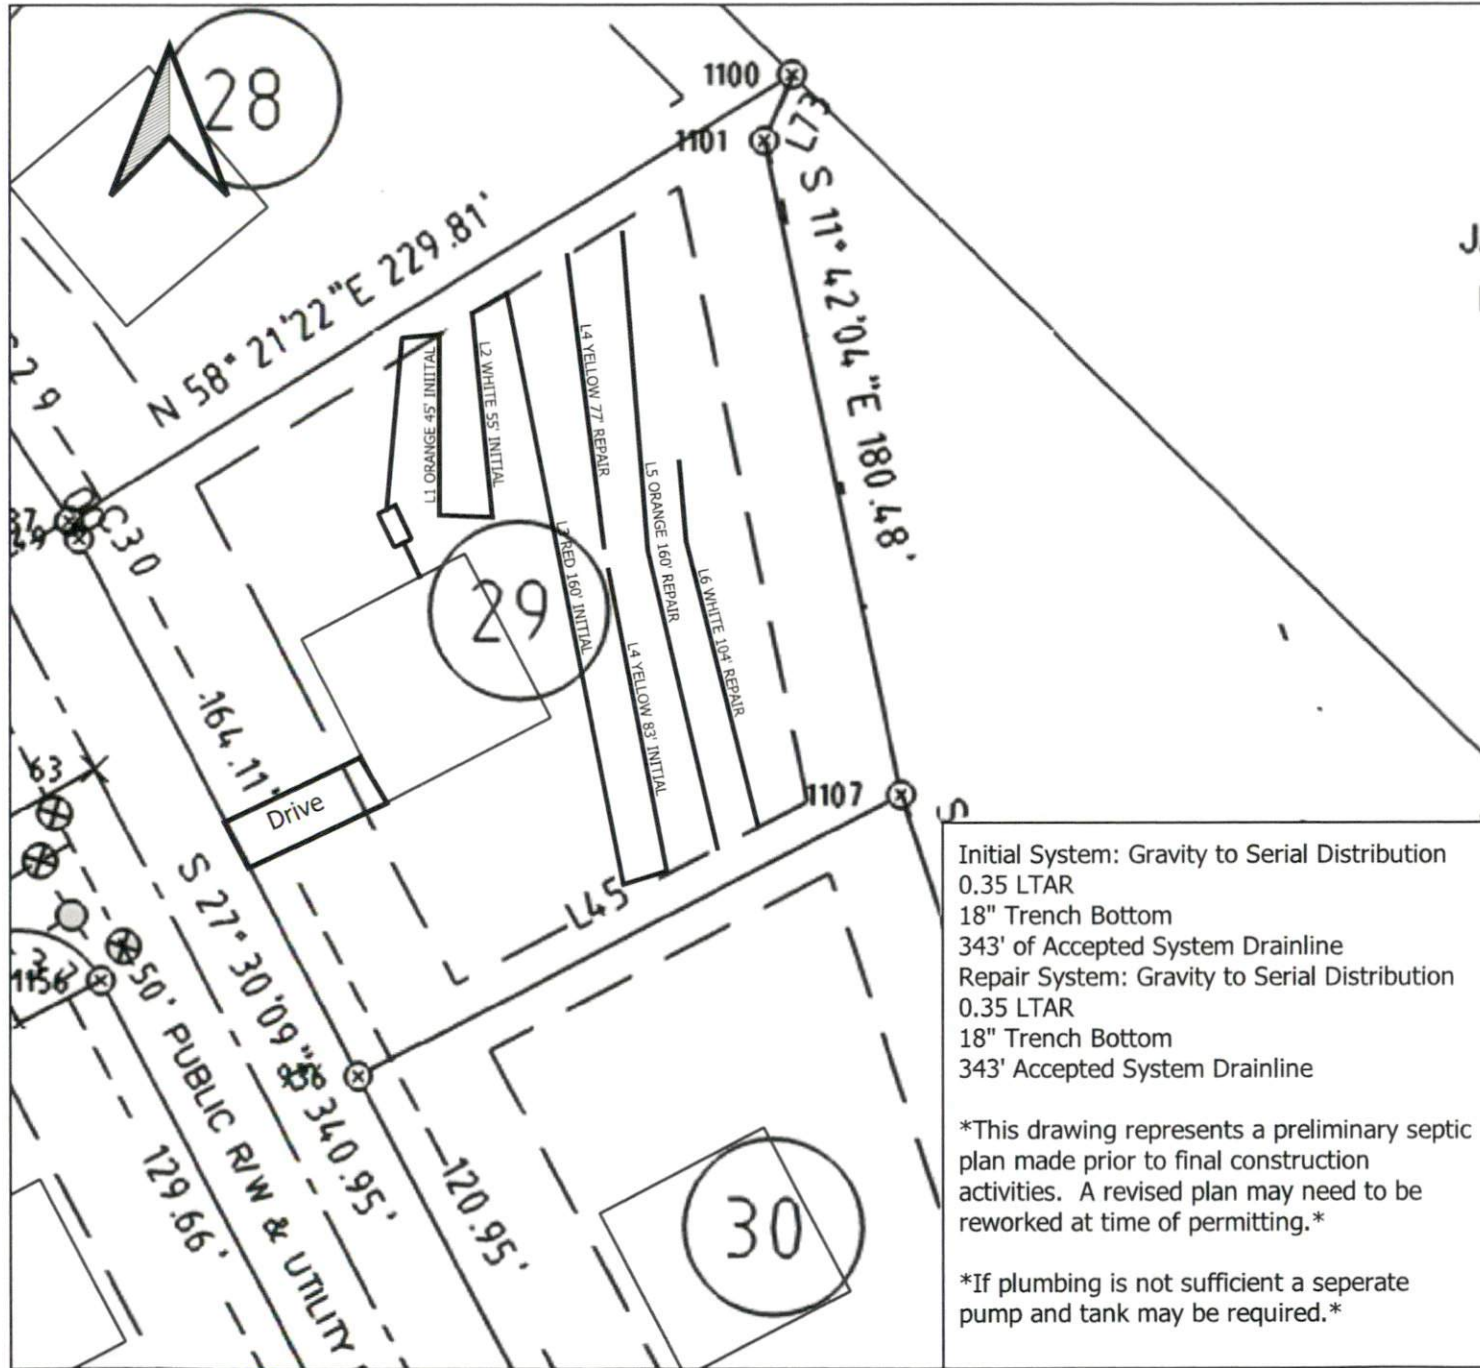 28
1100
1101
L73
N 58° 21'22"E 229.81'
S 11° 42'04"E 180.48'
L1 ORANGE 45' INIITAL
L2 WHITE 55' INITIAL
L4 YELLOW 77' REPAIR
L5 ORANGE 160' REPAIR
L3 RED 160' INITIAL
L6 WHITE 104' REPAIR
L4 YELLOW 83' INITIAL
29
C30
164.11'
63
Drive
1107
S
L45
S 27° 30'09"E 340.95'
1156
50' PUBLIC R/W & UTILITY
129.66'
120.95'
30
Initial System: Gravity to Serial Distribution
0.35 LTAR
18" Trench Bottom
343' of Accepted System Drainline
Repair System: Gravity to Serial Distribution
0.35 LTAR
18" Trench Bottom
343' Accepted System Drainline
*This drawing represents a preliminary septic
plan made prior to final construction
activities. A revised plan may need to be
reworked at time of permitting.*
*If plumbing is not sufficient a seperate
pump and tank may be required.*